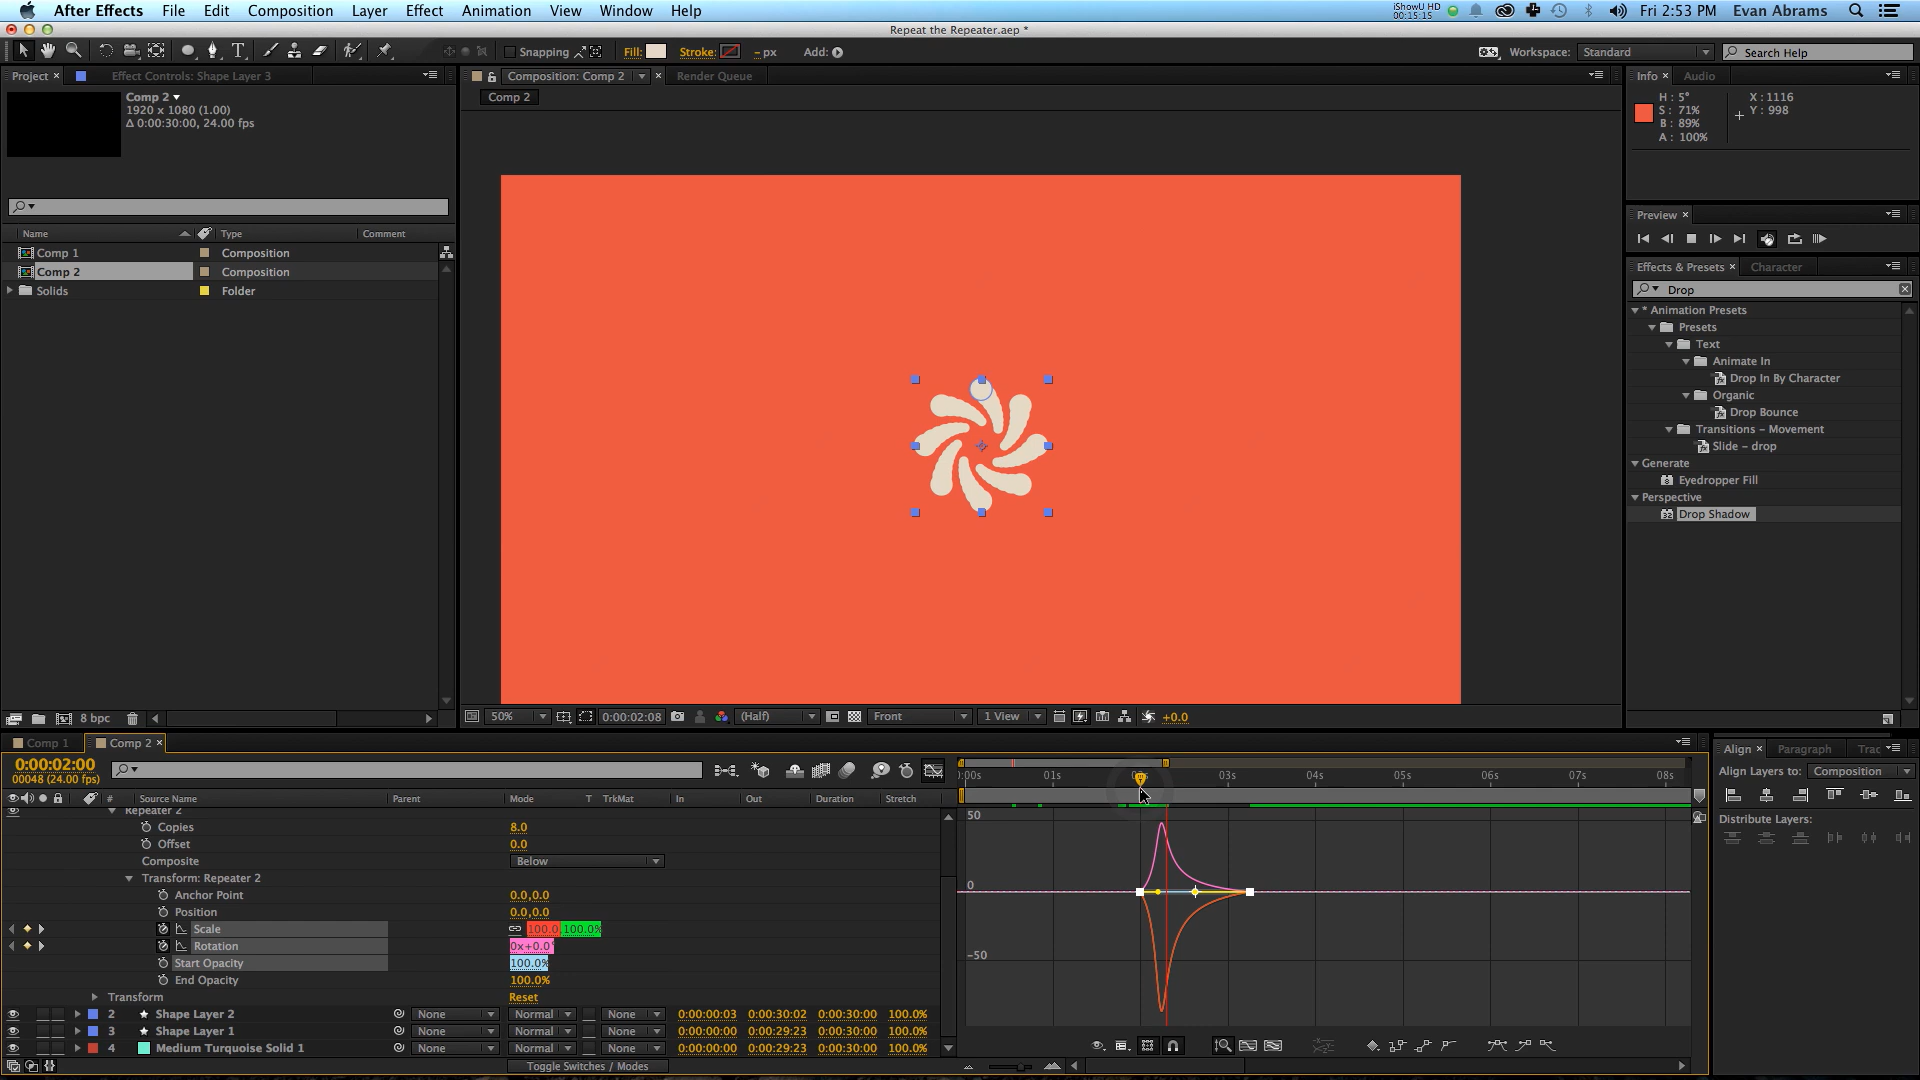 After Effects File Edit Composition Layer Effect Animation View Window Help
iShowU HD
00:15:15
Fri 2:53 PM Evan Abrams
Repeat the Repeater.aep *
Snapping Fill: Stroke: - px Add:
Workspace: Standard Search Help
Project × Effect Controls: Shape Layer 3
Comp 2
1920 x 1080 (1.00)
Δ 0:00:30:00, 24.00 fps
Name Type Comment
Comp 1 Composition
Comp 2 Composition
Solids Folder
8 bpc
Composition: Comp 2 × Render Queue
Comp 2
50% 0:00:02:08 (Half) Front 1 View +0.0
Info × Audio
H : 5°
S : 71%
B : 89%
A : 100%
X : 1116
Y : 998
Preview ×
Effects & Presets × Character
Drop
* Animation Presets
Presets
Text
Animate In
Drop In By Character
Organic
Drop Bounce
Transitions – Movement
Slide – drop
Generate
Eyedropper Fill
Perspective
Drop Shadow
Comp 1 Comp 2 ×
0:00:02:00
00048 (24.00 fps)
# Source Name Parent Mode T TrkMat In Out Duration Stretch
Repeater 2
Copies 8.0
Offset 0.0
Composite Below
Transform: Repeater 2
Anchor Point 0.0,0.0
Position 0.0,0.0
Scale 100.0,100.0%
Rotation 0x+0.0°
Start Opacity 100.0%
End Opacity 100.0%
Transform Reset
2 Shape Layer 2 None Normal None 0:00:00:03 0:00:30:02 0:00:30:00 100.0%
3 Shape Layer 1 None Normal None 0:00:00:00 0:00:29:23 0:00:30:00 100.0%
4 Medium Turquoise Solid 1 None Normal None 0:00:00:00 0:00:29:23 0:00:30:00 100.0%
Toggle Switches / Modes
:00s 01s 03s 04s 05s 06s 07s 08s
50
0
-50
Align × Paragraph Trac
Align Layers to: Composition
Distribute Layers: